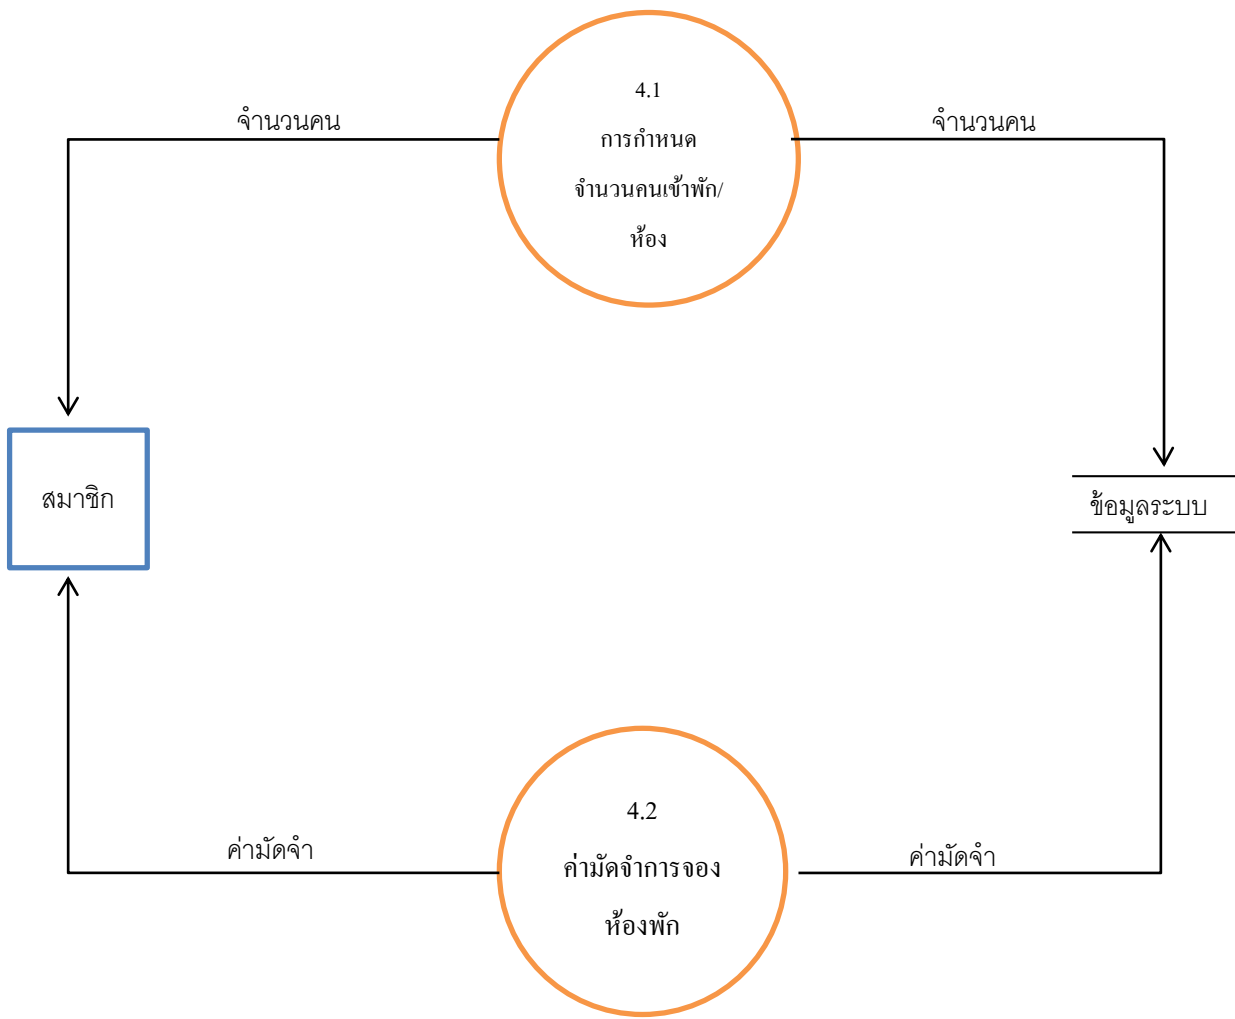 4.1
การกำหนด
จำนวนคนเข้าพัก/
ห้อง
จำนวนคน
จำนวนคน
สมาชิก
ข้อมูลระบบ
4.2
ค่ามัดจำการจอง
ห้องพัก
ค่ามัดจำ
ค่ามัดจำ